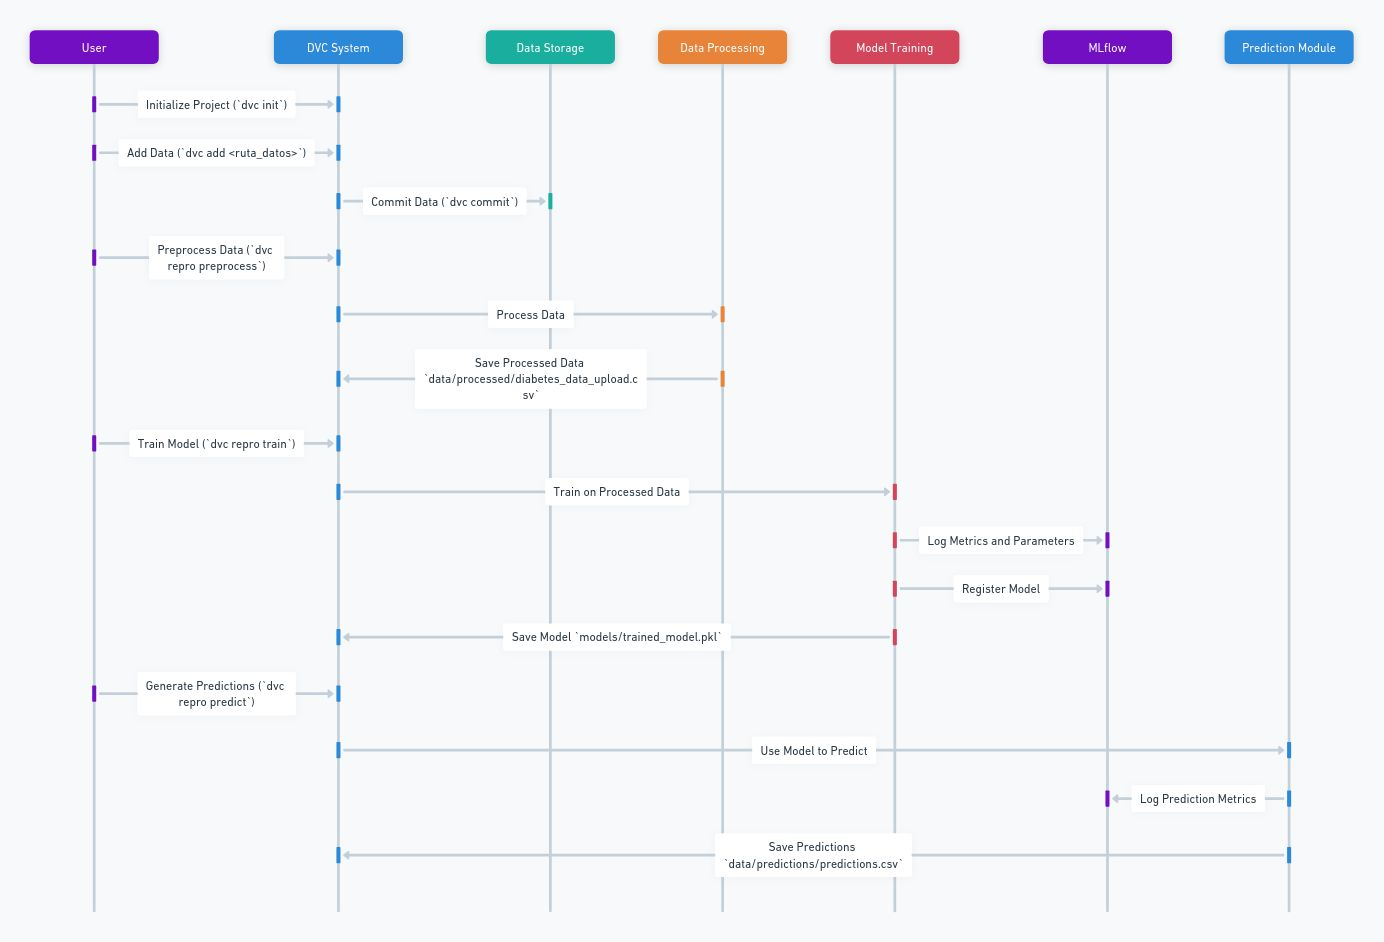 User
DVC System
Data Storage
Data Processing
Model Training
MLflow
Prediction Module
Initialize Project (`dvc init`)
Add Data (`dvc add <ruta_datos>`)
Commit Data (`dvc commit`)
Preprocess Data (`dvc
repro preprocess`)
Process Data
Save Processed Data
`data/processed/diabetes_data_upload.c
sv`
Train Model (`dvc repro train`)
Train on Processed Data
Log Metrics and Parameters
Register Model
Save Model `models/trained_model.pkl`
Generate Predictions (`dvc
repro predict`)
Use Model to Predict
Log Prediction Metrics
Save Predictions
`data/predictions/predictions.csv`